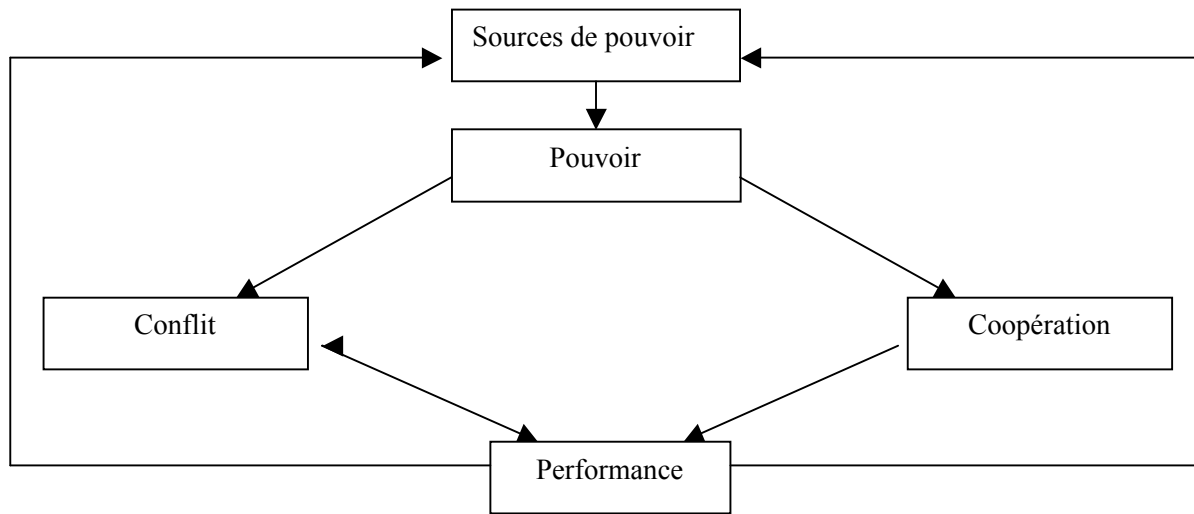 Sources de pouvoir
Pouvoir
Conflit
Coopération
Performance